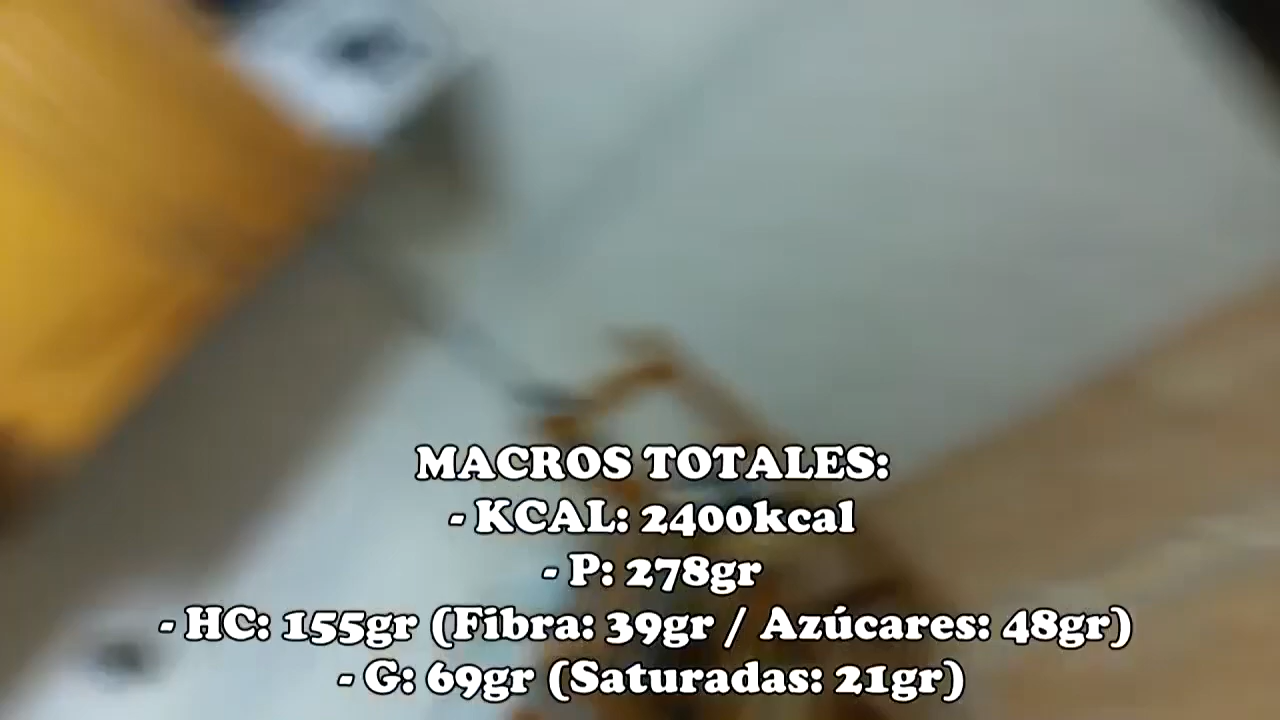 MACROS TOTALES:
- KCAL: 2400kcal
- P: 278gr
- HC: 155gr (Fibra: 39gr / Azúcares: 48gr)
- G: 69gr (Saturadas: 21gr)